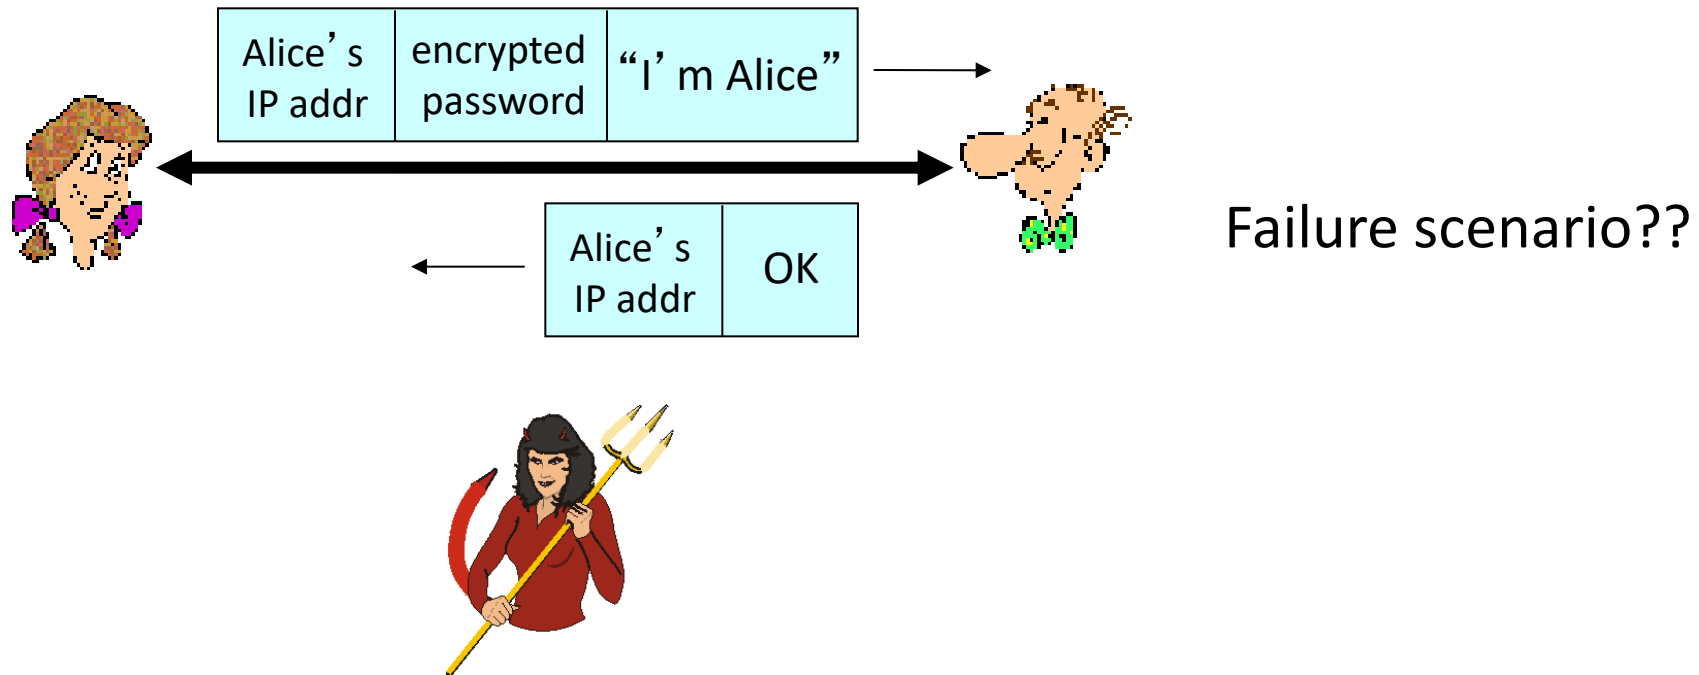 Alice’s
IP addr
encrypted
password
“I’m Alice”
Alice’s
IP addr
OK
Failure scenario??